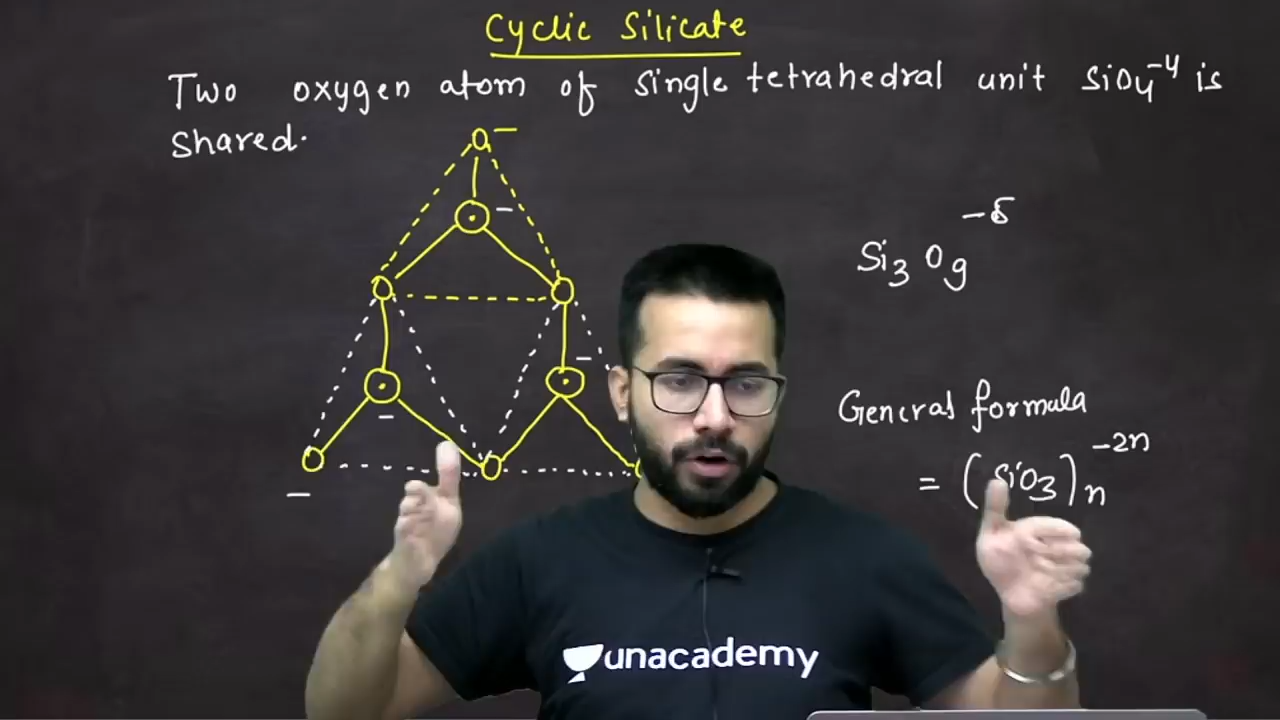 Cyclic Silicate
Two oxygen atom of single tetrahedral unit SiO4⁻⁴ is
shared.
Si3O9⁻⁶
General formula
= (SiO3)n⁻²ⁿ
unacademy